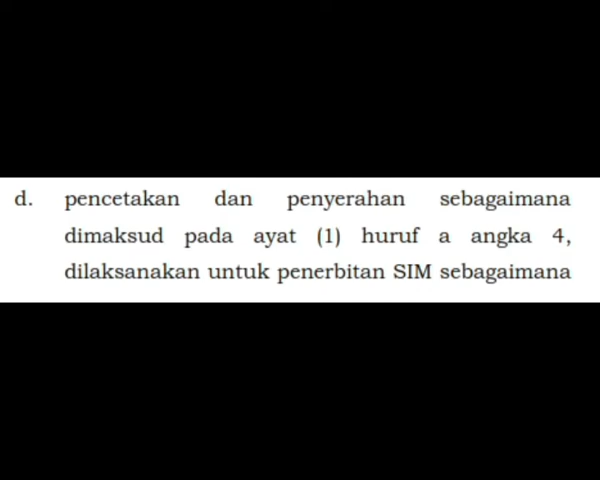 d. pencetakan dan penyerahan sebagaimana
dimaksud pada ayat (1) huruf a angka 4,
dilaksanakan untuk penerbitan SIM sebagaimana